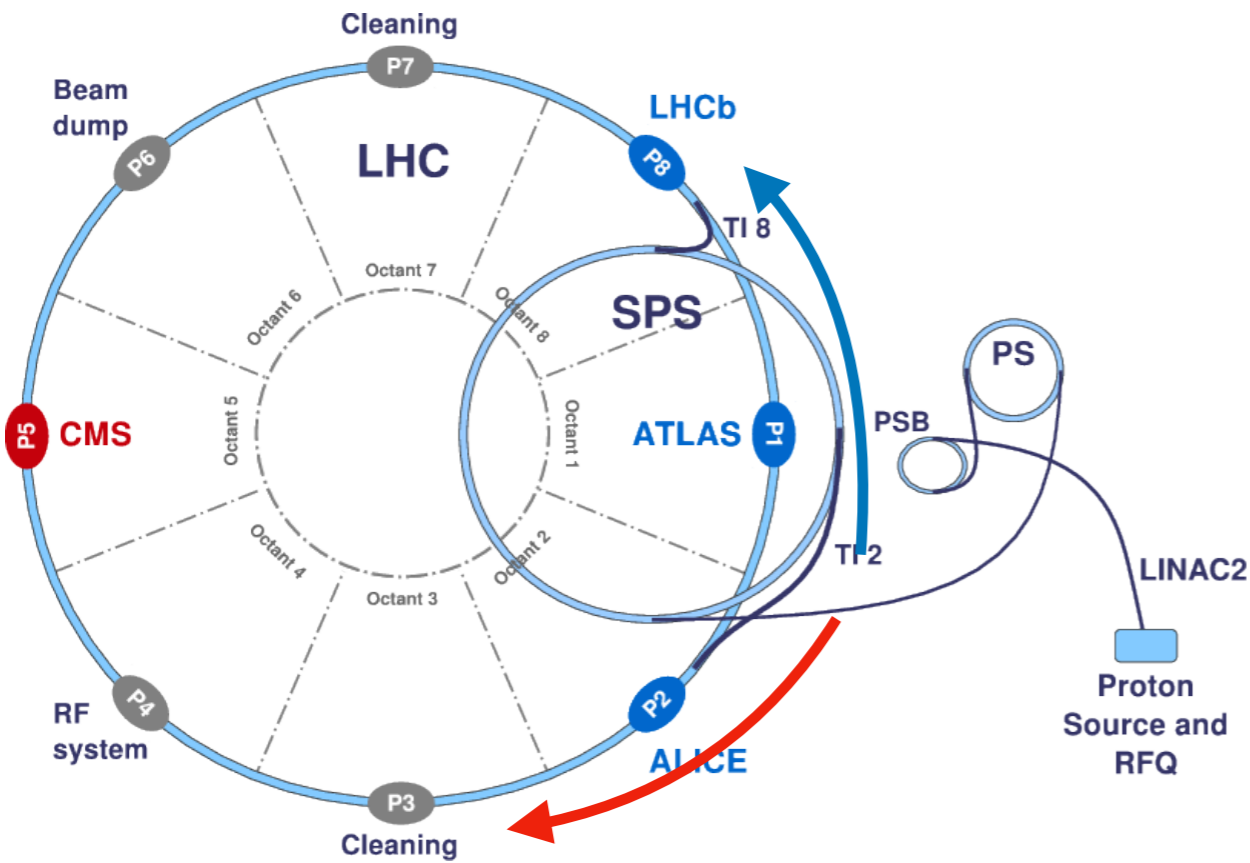 Cleaning
P7
Beam
dump
P6
LHC
LHCb
P8
TI 8
Octant 7
Octant 6
Octant 8
SPS
PS
Octant 5
Octant 1
P5
CMS
ATLAS
P1
PSB
Octant 4
Octant 2
TI 2
LINAC2
Octant 3
P4
RF
system
P2
ALICE
Proton
Source and
RFQ
P3
Cleaning